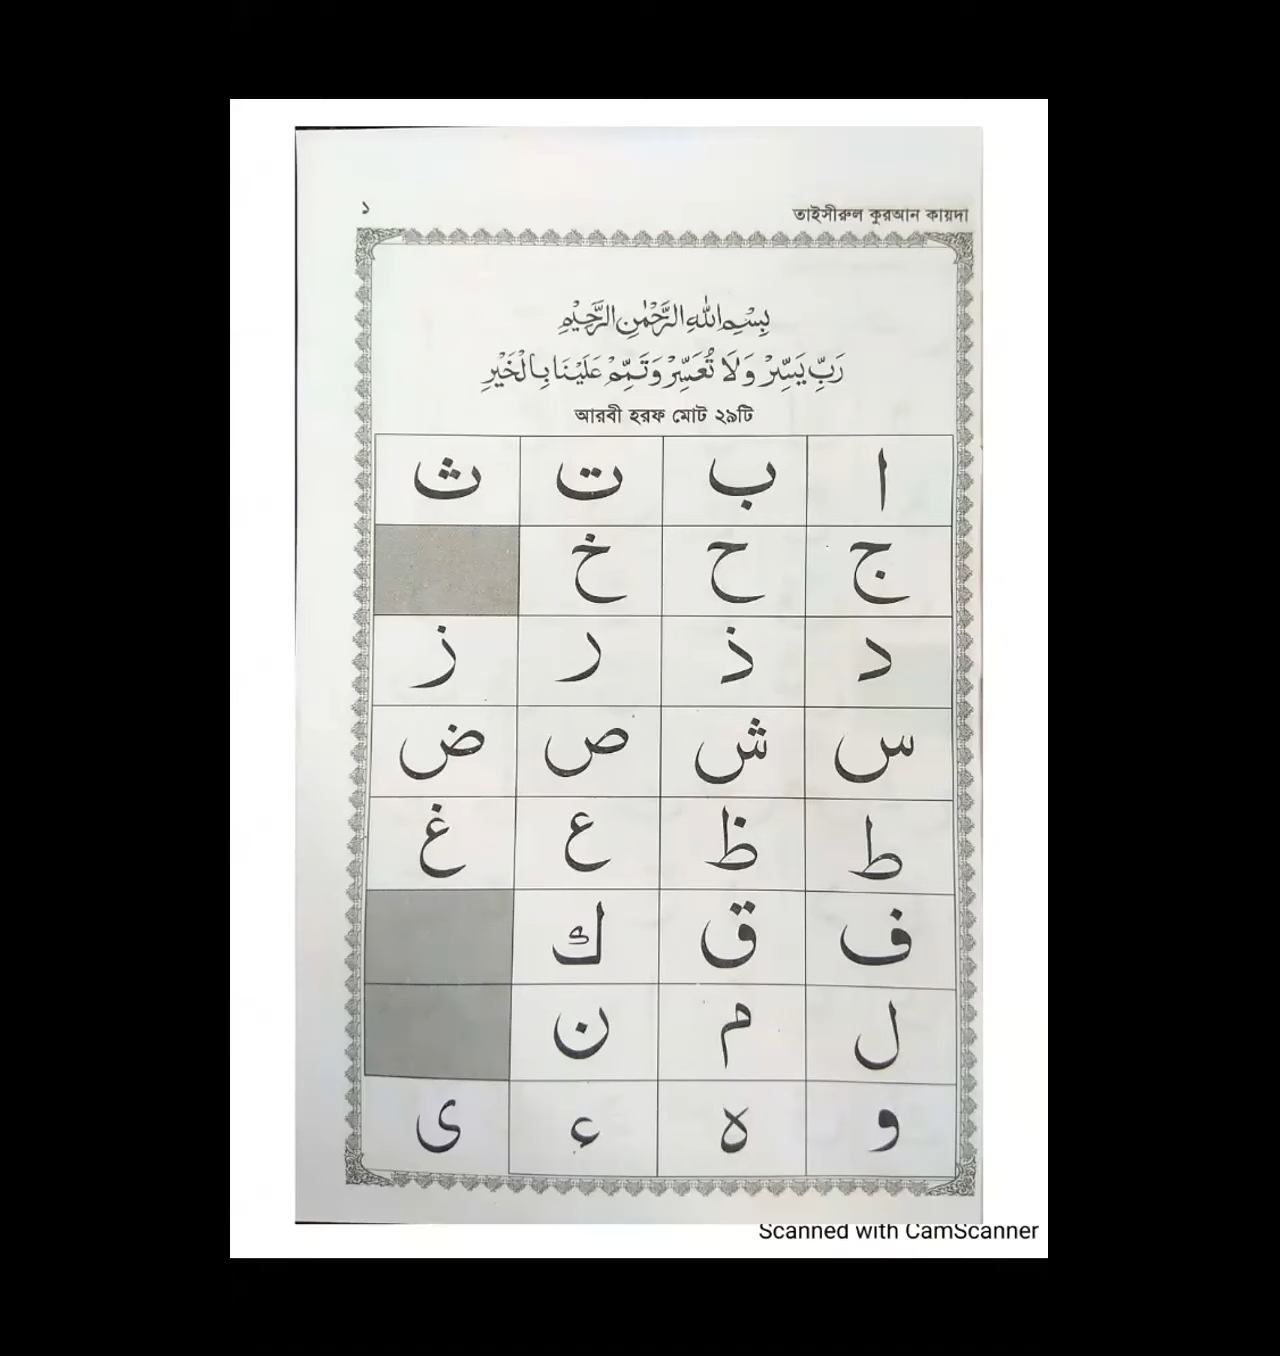 ১ তাইসীরুল কুরআন কায়দা
بِسْمِ اللّٰهِ الرَّحْمٰنِ الرَّحِيْمِ
رَبِّ يَسِّرْ وَلَا تُعَسِّرْ وَتَمِّمْ عَلَيْنَا بِالْخَيْرِ
আরবী হরফ মোট ২৯টি
ا ب ت ث
ج ح خ
د ذ ر ز
س ش ص ض
ط ظ ع غ
ف ق ك
ل م ن
و ه ء ى
Scanned with CamScanner